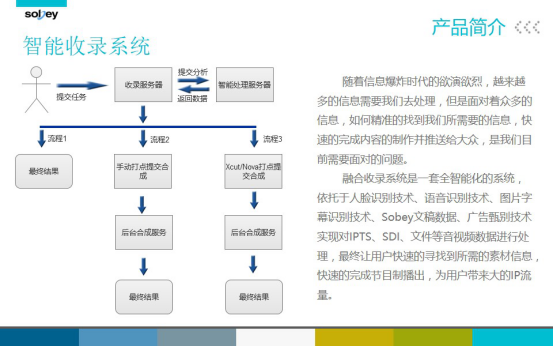 sobey
产品简介
智能收录系统
提交任务
收录服务器
提交分析
返回数据
智能处理服务器
流程1
流程2
流程3
最终结果
手动打点提交合
成
Xcut/Nova打点提
交合成
后台合成服务
后台合成服务
最终结果
最终结果
随着信息爆炸时代的欲演欲烈，越来越
多的信息需要我们去处理，但是面对着众多的
信息，如何精准的找到我们所需要的信息，快
速的完成内容的制作并推送给大众，是我们目
前需要面对的问题。
融合收录系统是一套全智能化的系统，
依托于人脸识别技术、语音识别技术、图片字
幕识别技术、Sobey文稿数据、广告甄别技术
实现对IPTS、SDI、文件等音视频数据进行处
理，最终让用户快速的寻找到所需的素材信息，
快速的完成节目制播出，为用户带来大的IP流
量。